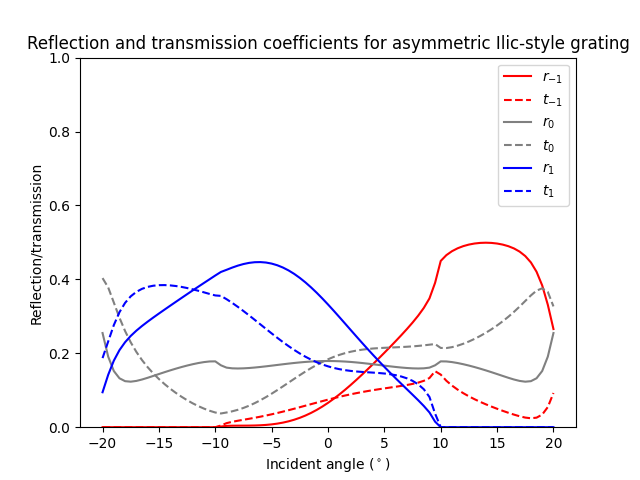 Reflection and transmission coefficients for asymmetric Ilic-style grating
1.0
0.8
0.6
0.4
0.2
0.0
Reflection/transmission
r₋₁
t₋₁
r₀
t₀
r₁
t₁
−20 −15 −10 −5 0 5 10 15 20
Incident angle (°)